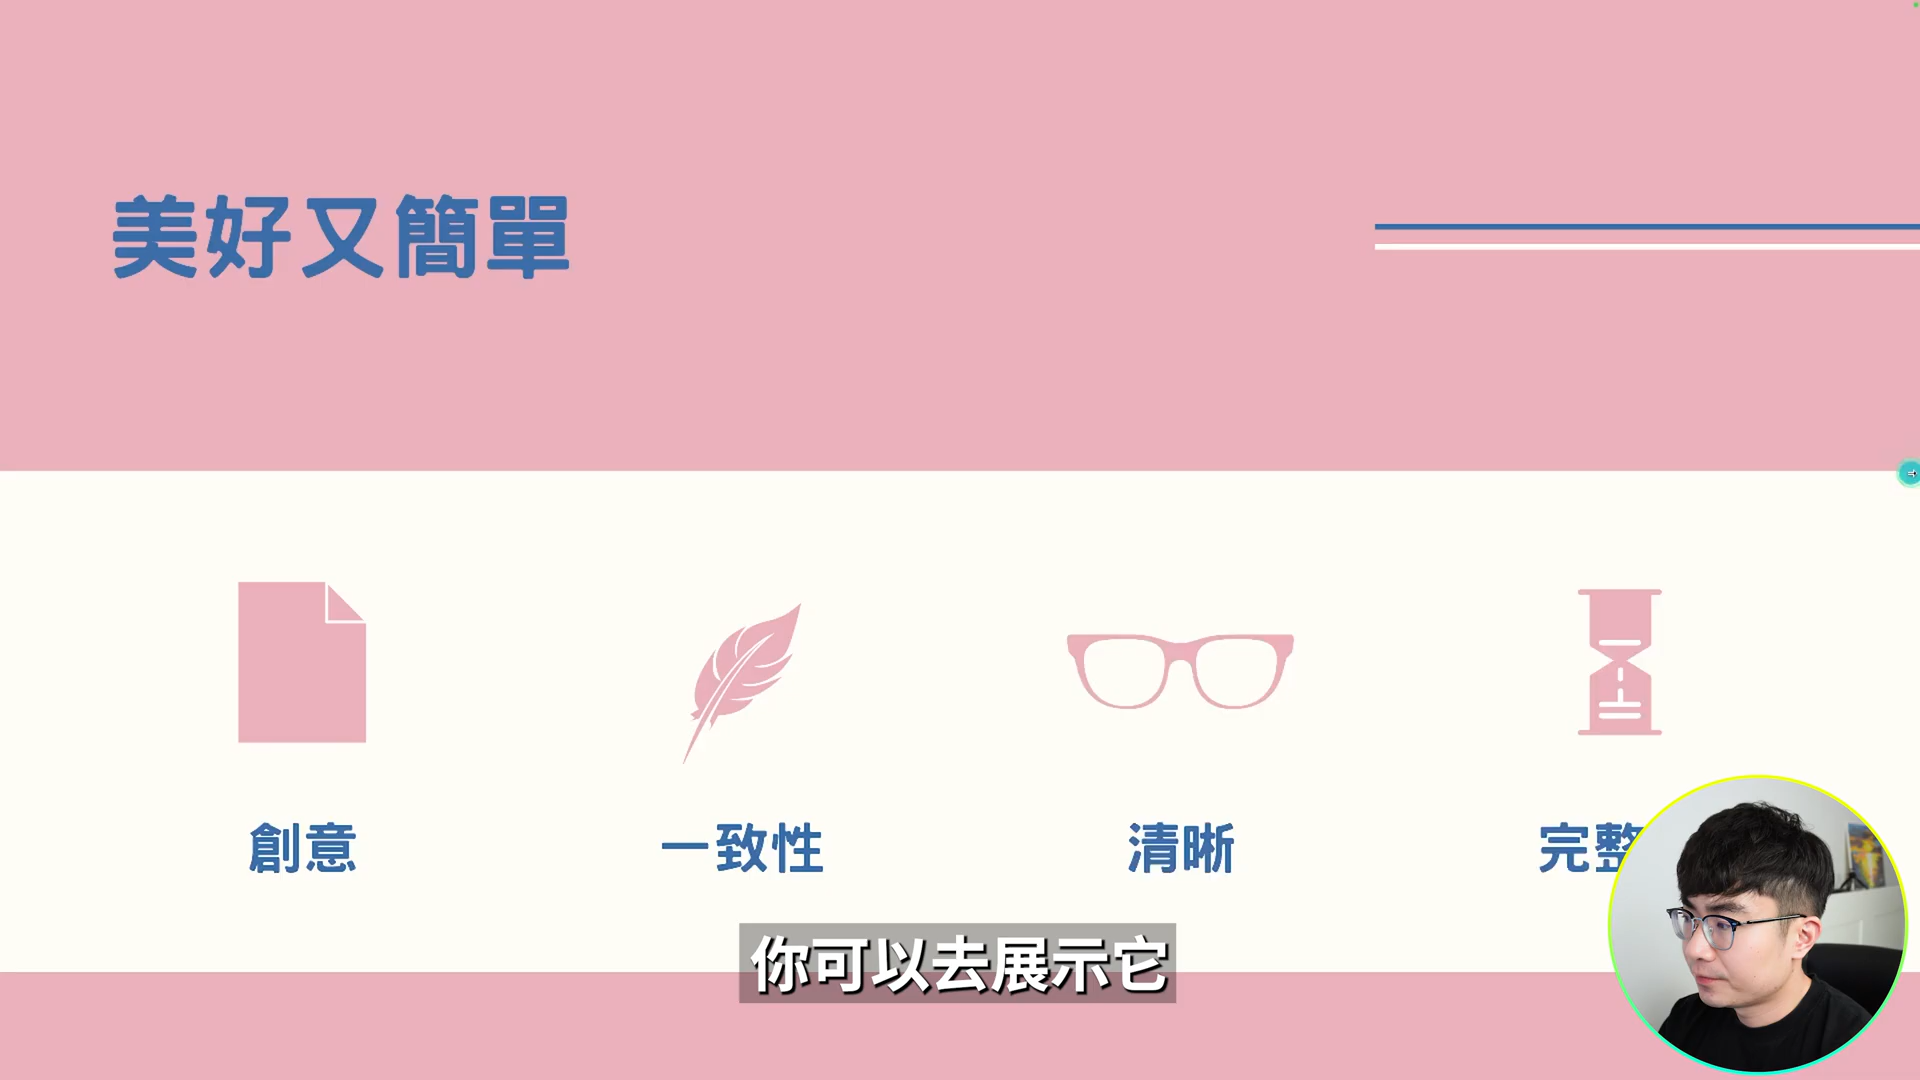 美好又簡單
創意
一致性
清晰
完整
你可以去展示它